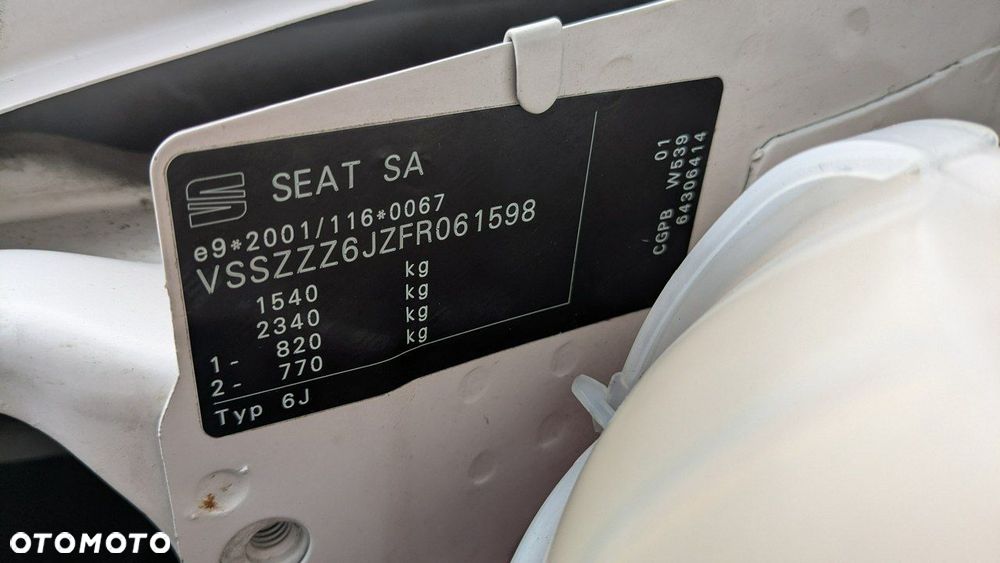 SEAT SA
e9*2001/116*0067
VSSZZZ6JZFR061598
1540 kg
2340 kg
1- 820 kg
2- 770 kg
Typ 6J
CGPB W539 01
64306414
OTOMOTO